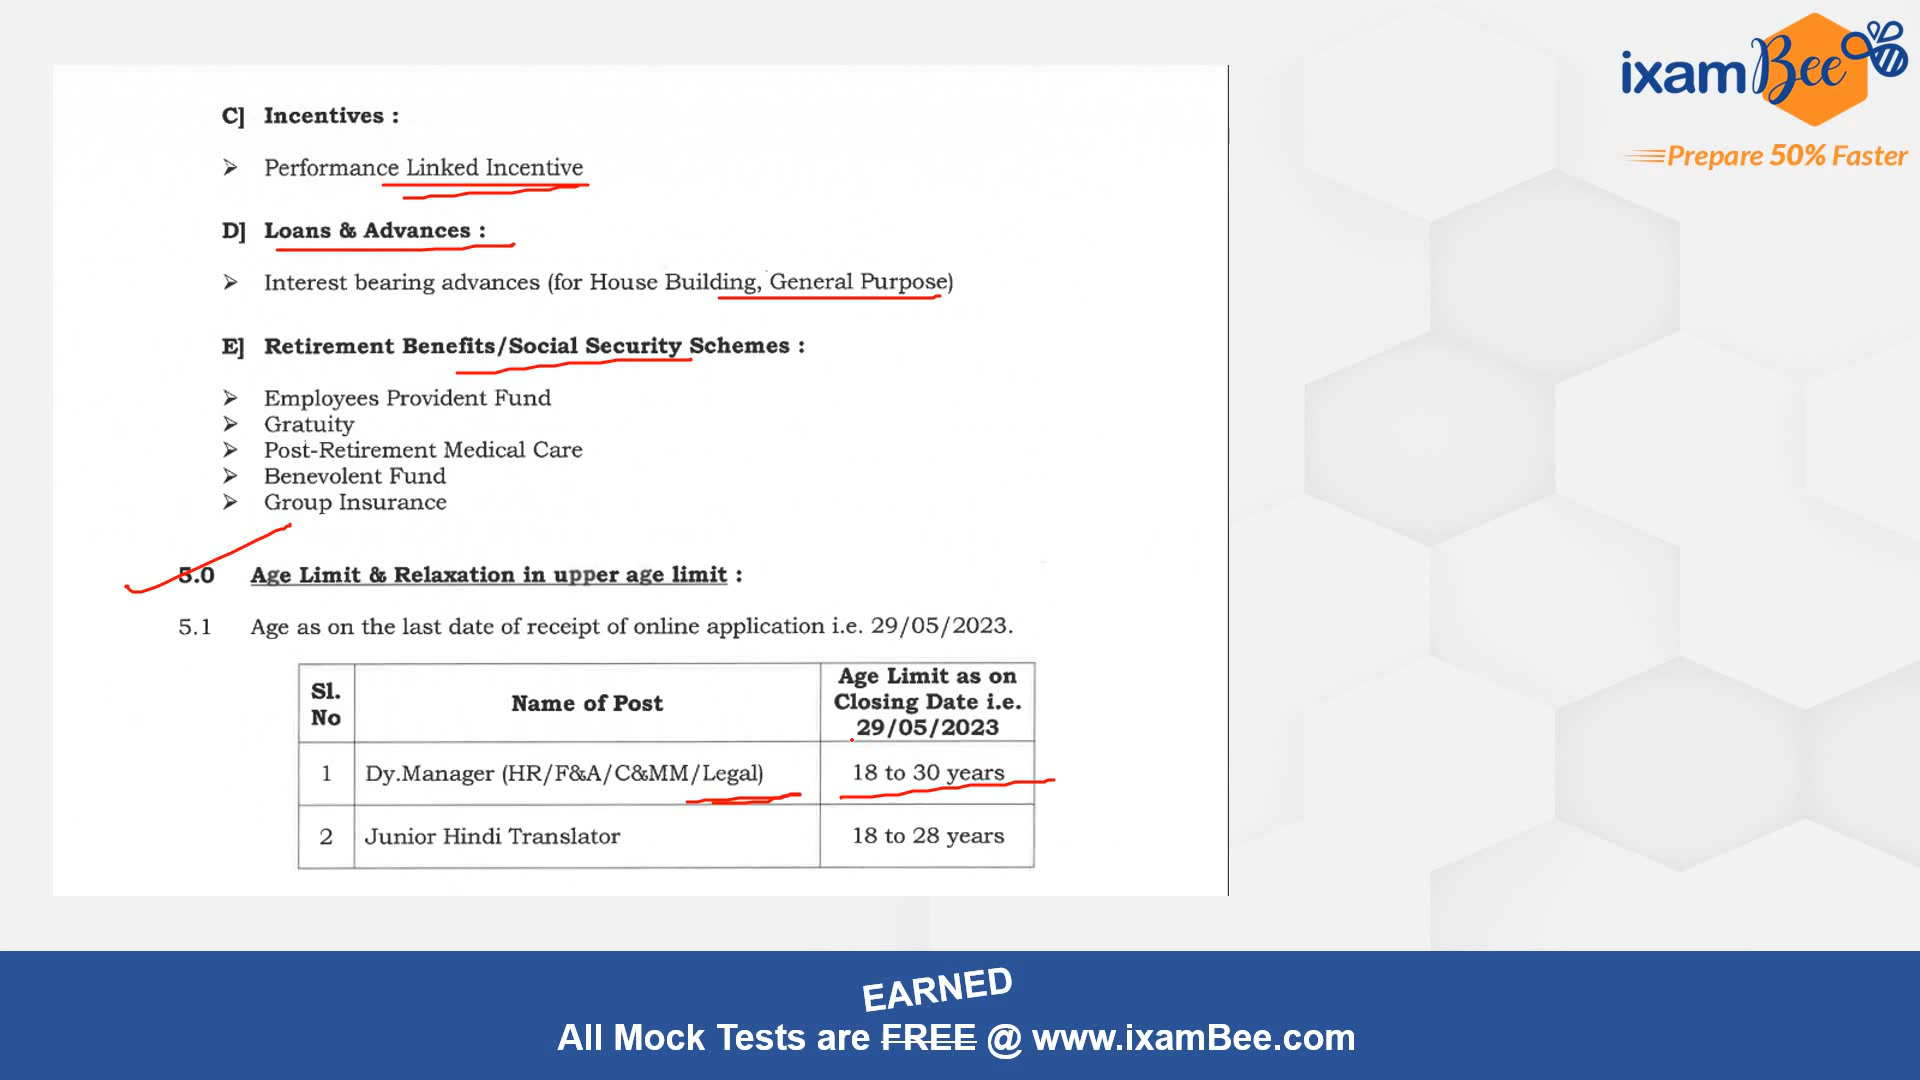 ixamBee
Prepare 50% Faster
C] Incentives :
➢ Performance Linked Incentive
D] Loans & Advances :
➢ Interest bearing advances (for House Building, General Purpose)
E] Retirement Benefits/Social Security Schemes :
➢ Employees Provident Fund
➢ Gratuity
➢ Post-Retirement Medical Care
➢ Benevolent Fund
➢ Group Insurance
5.0 Age Limit & Relaxation in upper age limit :
5.1 Age as on the last date of receipt of online application i.e. 29/05/2023.
Sl. No
Name of Post
Age Limit as on
Closing Date i.e.
29/05/2023
1 Dy.Manager (HR/F&A/C&MM/Legal) 18 to 30 years
2 Junior Hindi Translator 18 to 28 years
EARNED
All Mock Tests are FREE @ www.ixamBee.com